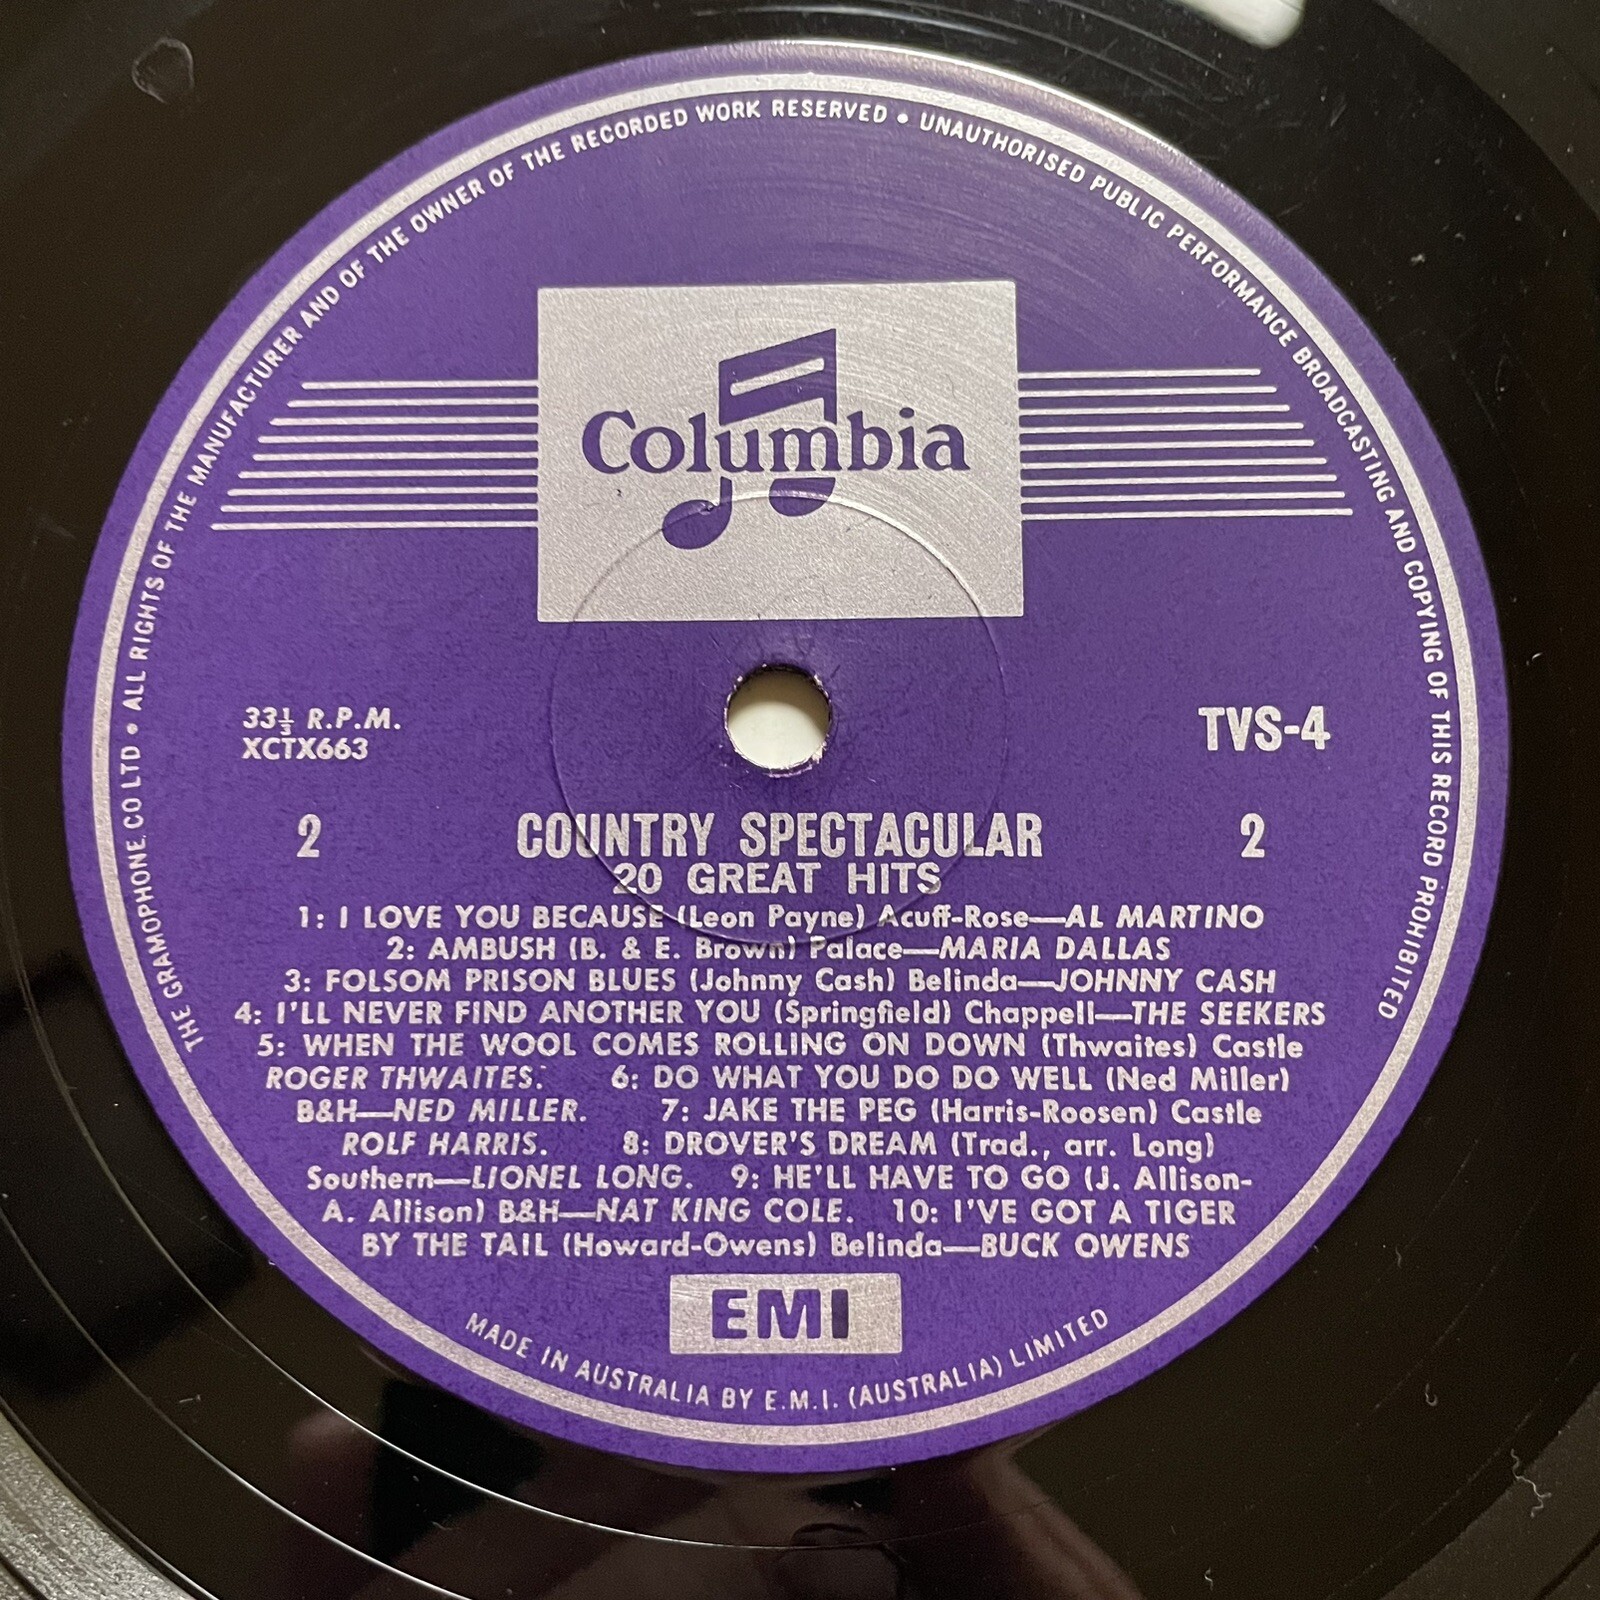 THE GRAMOPHONE CO LTD • ALL RIGHTS OF THE MANUFACTURER AND OF THE OWNER OF THE RECORDED WORK RESERVED • UNAUTHORISED PUBLIC PERFORMANCE BROADCASTING AND COPYING OF THIS RECORD PROHIBITED
Columbia
33⅓ R.P.M.
XCTX663
TVS-4
2 COUNTRY SPECTACULAR 2
20 GREAT HITS
1: I LOVE YOU BECAUSE (Leon Payne) Acuff-Rose—AL MARTINO
2: AMBUSH (B. & E. Brown) Palace—MARIA DALLAS
3: FOLSOM PRISON BLUES (Johnny Cash) Belinda—JOHNNY CASH
4: I'LL NEVER FIND ANOTHER YOU (Springfield) Chappell—THE SEEKERS
5: WHEN THE WOOL COMES ROLLING ON DOWN (Thwaites) Castle
ROGER THWAITES. 6: DO WHAT YOU DO DO WELL (Ned Miller)
B&H—NED MILLER. 7: JAKE THE PEG (Harris-Roosen) Castle
ROLF HARRIS. 8: DROVER'S DREAM (Trad., arr. Long)
Southern—LIONEL LONG. 9: HE'LL HAVE TO GO (J. Allison-
A. Allison) B&H—NAT KING COLE. 10: I'VE GOT A TIGER
BY THE TAIL (Howard-Owens) Belinda—BUCK OWENS
EMI
MADE IN AUSTRALIA BY E.M.I. (AUSTRALIA) LIMITED